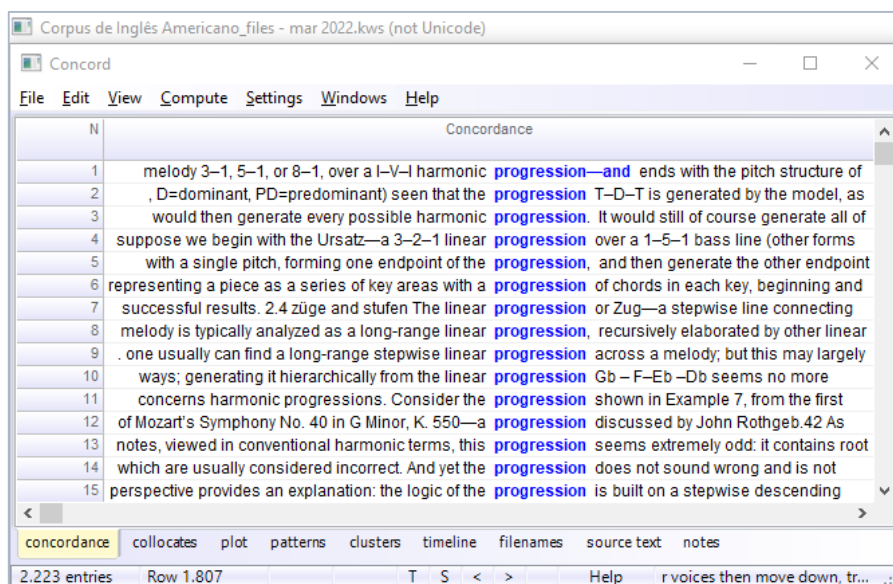 Corpus de Inglês Americano_files - mar 2022.kws (not Unicode)
Concord
File Edit View Compute Settings Windows Help
N Concordance
1 melody 3–1, 5–1, or 8–1, over a I–V–I harmonic progression—and ends with the pitch structure of
2 , D=dominant, PD=predominant) seen that the progression T–D–T is generated by the model, as
3 would then generate every possible harmonic progression. It would still of course generate all of
4 suppose we begin with the Ursatz—a 3–2–1 linear progression over a 1–5–1 bass line (other forms
5 with a single pitch, forming one endpoint of the progression, and then generate the other endpoint
6 representing a piece as a series of key areas with a progression of chords in each key, beginning and
7 successful results. 2.4 züge and stufen The linear progression or Zug—a stepwise line connecting
8 melody is typically analyzed as a long-range linear progression, recursively elaborated by other linear
9 . one usually can find a long-range stepwise linear progression across a melody; but this may largely
10 ways; generating it hierarchically from the linear progression Gb – F–Eb –Db seems no more
11 concerns harmonic progressions. Consider the progression shown in Example 7, from the first
12 of Mozart's Symphony No. 40 in G Minor, K. 550—a progression discussed by John Rothgeb.42 As
13 notes, viewed in conventional harmonic terms, this progression seems extremely odd: it contains root
14 which are usually considered incorrect. And yet the progression does not sound wrong and is not
15 perspective provides an explanation: the logic of the progression is built on a stepwise descending
concordance collocates plot patterns clusters timeline filenames source text notes
2.223 entries Row 1.807 T S < > Help r voices then move down, tr...